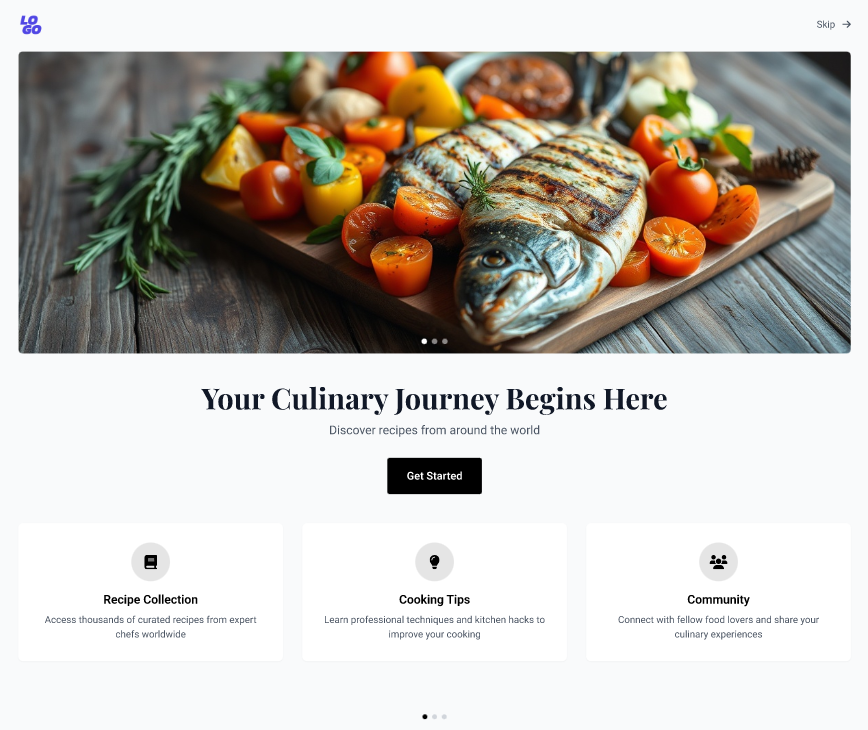 LO
GO
Skip
Your Culinary Journey Begins Here
Discover recipes from around the world
Get Started
Recipe Collection
Access thousands of curated recipes from expert
chefs worldwide
Cooking Tips
Learn professional techniques and kitchen hacks to
improve your cooking
Community
Connect with fellow food lovers and share your
culinary experiences